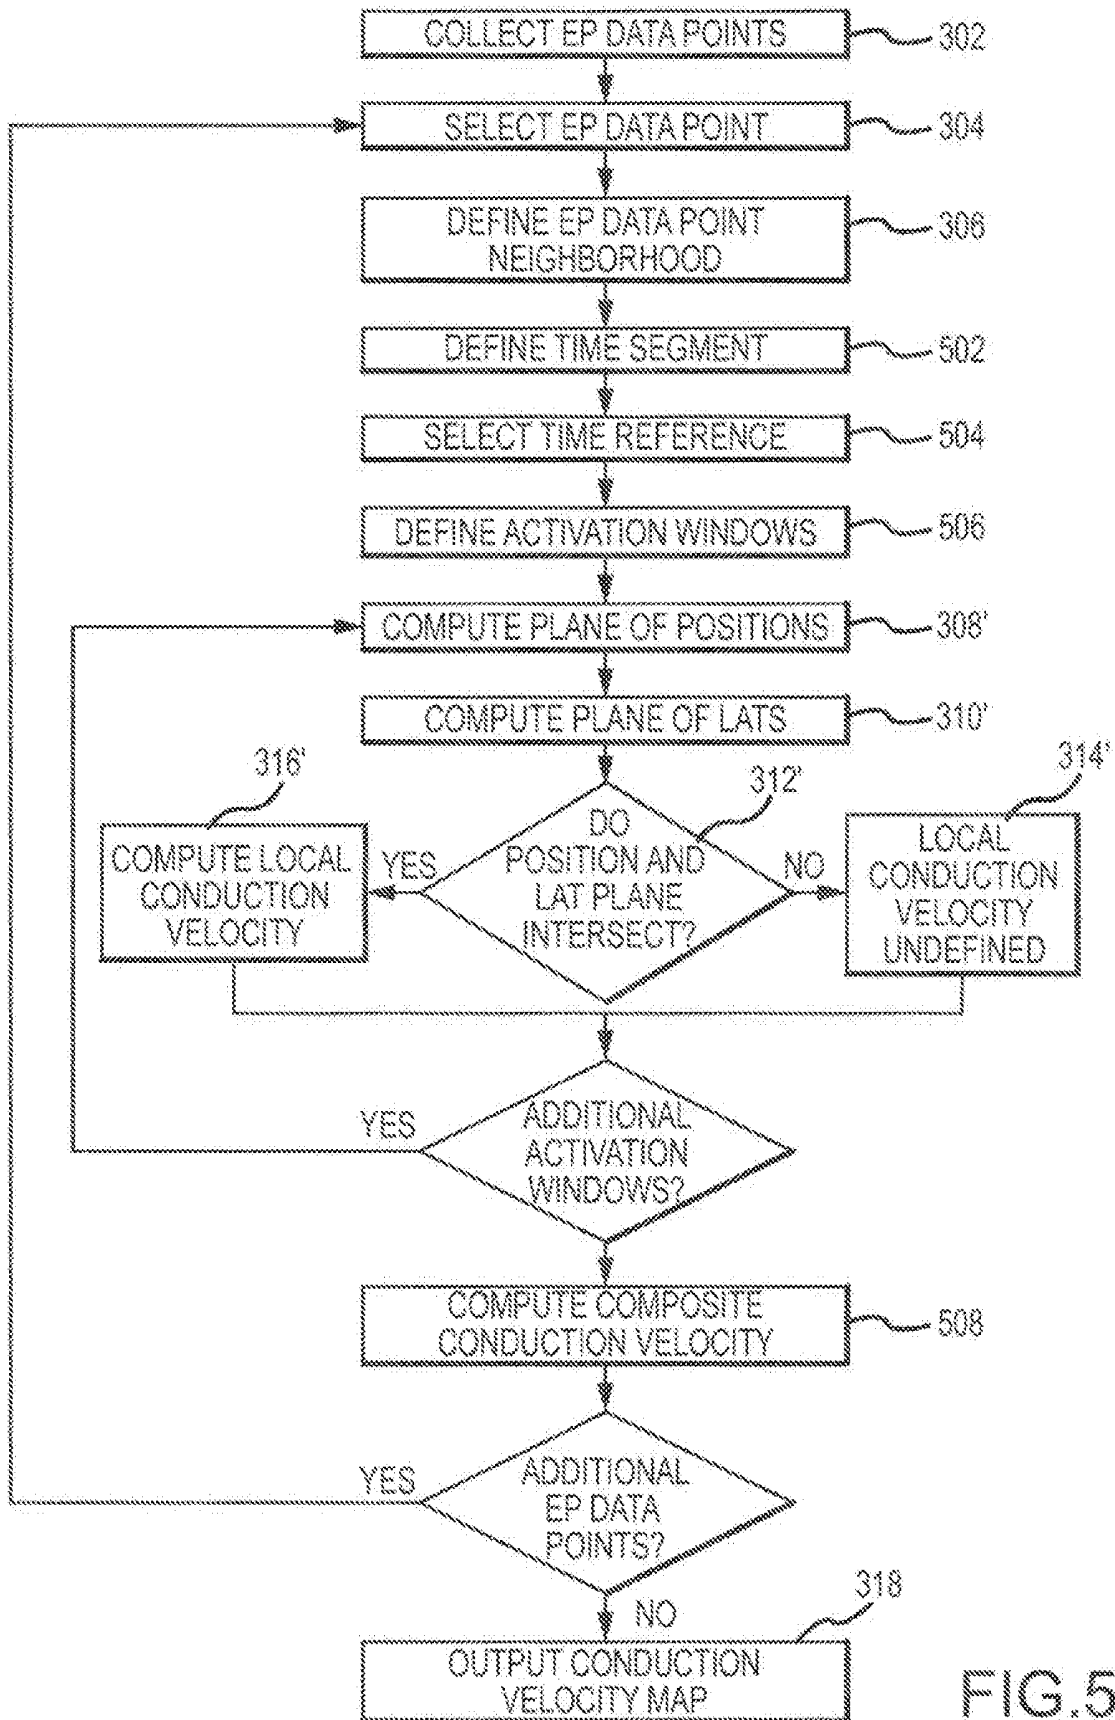 COLLECT EP DATA POINTS
302
SELECT EP DATA POINT
304
DEFINE EP DATA POINT
NEIGHBORHOOD
306
DEFINE TIME SEGMENT
502
SELECT TIME REFERENCE
504
DEFINE ACTIVATION WINDOWS
506
COMPUTE PLANE OF POSITIONS
308'
COMPUTE PLANE OF LATS
310'
316'
312'
314'
COMPUTE LOCAL
CONDUCTION
VELOCITY
YES
DO
POSITION AND
LAT PLANE
INTERSECT?
NO
LOCAL
CONDUCTION
VELOCITY
UNDEFINED
YES
ADDITIONAL
ACTIVATION
WINDOWS?
COMPUTE COMPOSITE
CONDUCTION VELOCITY
508
YES
ADDITIONAL
EP DATA
POINTS?
NO
318
OUTPUT CONDUCTION
VELOCITY MAP
FIG.5